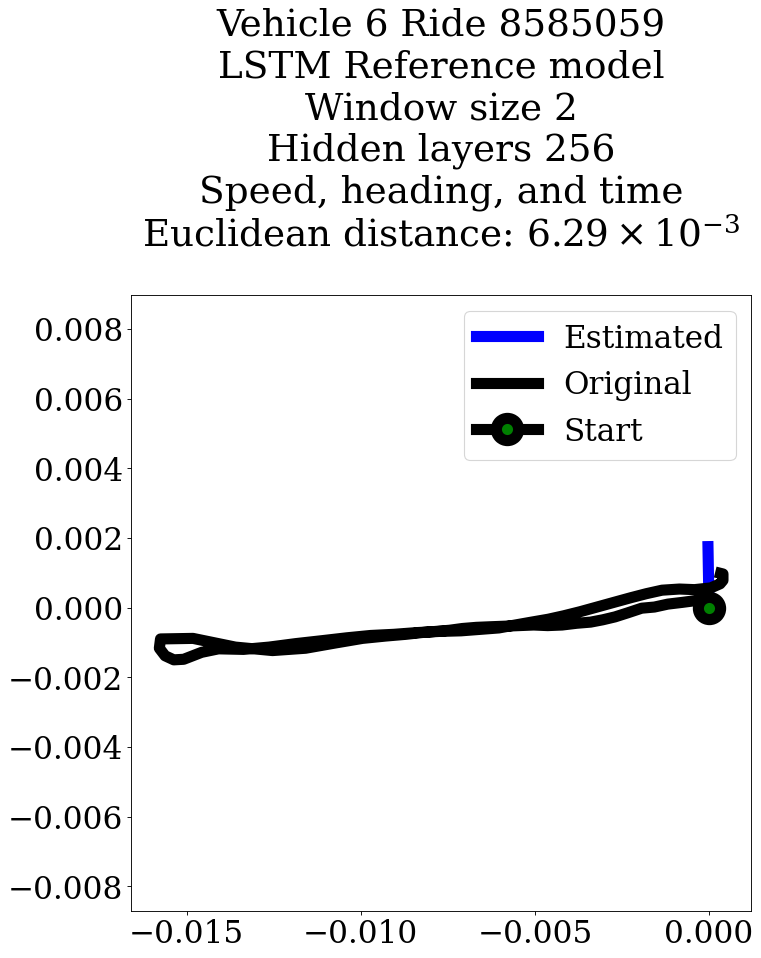 Vehicle 6 Ride 8585059
LSTM Reference model
Window size 2
Hidden layers 256
Speed, heading, and time
Euclidean distance: 6.29 × 10⁻³
Estimated
Original
Start
0.008
0.006
0.004
0.002
0.000
−0.002
−0.004
−0.006
−0.008
−0.015 −0.010 −0.005 0.000